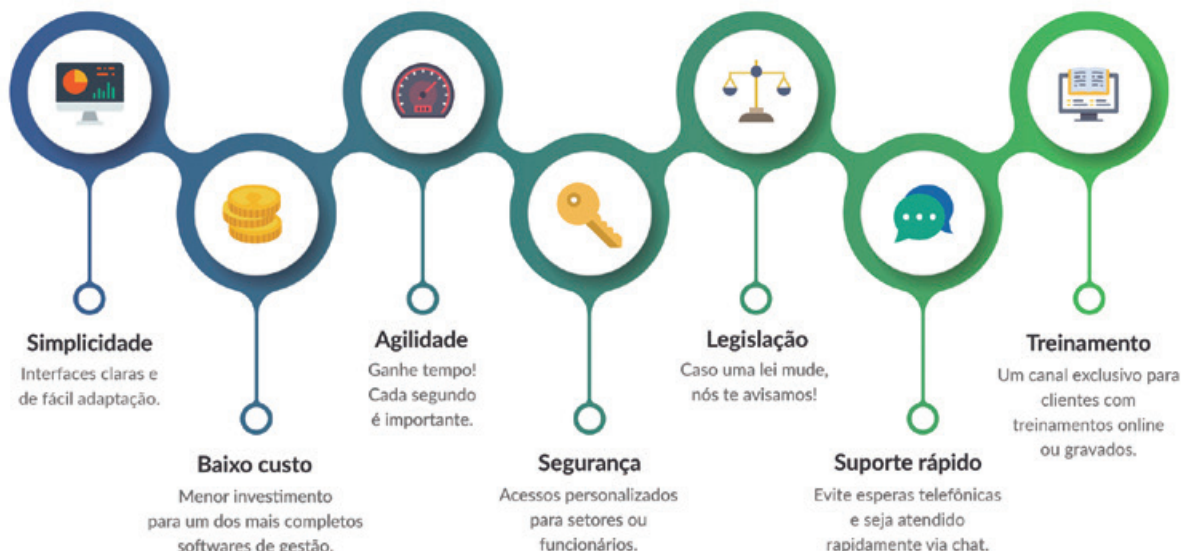 Simplicidade
Interfaces claras e
de fácil adaptação.
Baixo custo
Menor investimento
para um dos mais completos
softwares de gestão.
Agilidade
Ganhe tempo!
Cada segundo
é importante.
Segurança
Acessos personalizados
para setores ou
funcionários.
Legislação
Caso uma lei mude,
nós te avisamos!
Suporte rápido
Evite esperas telefônicas
e seja atendido
rapidamente via chat.
Treinamento
Um canal exclusivo para
clientes com
treinamentos online
ou gravados.